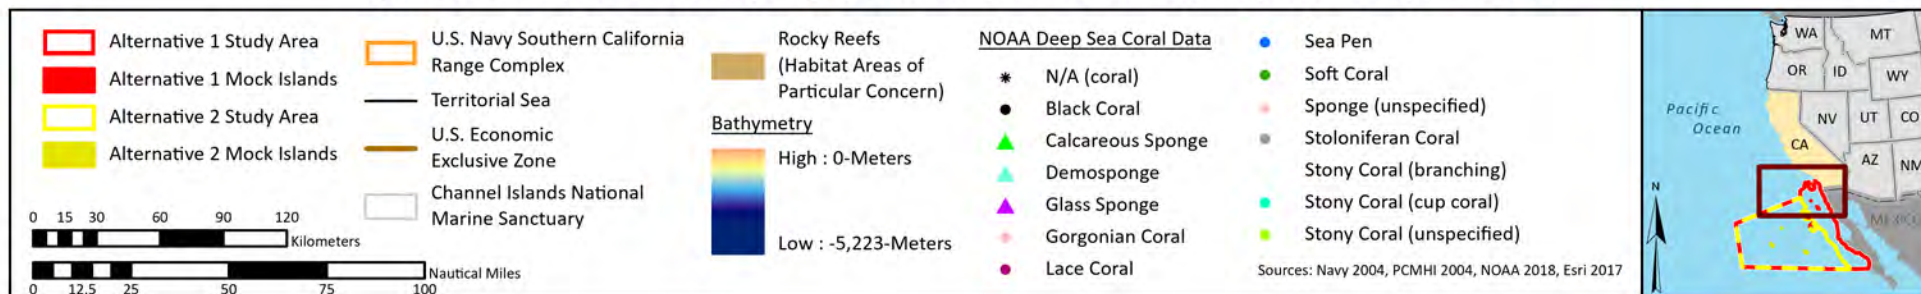 Alternative 1 Study Area
Alternative 1 Mock Islands
Alternative 2 Study Area
Alternative 2 Mock Islands
0 15 30 60 90 120
Kilometers
Nautical Miles
0 12.5 25 50 75 100
U.S. Navy Southern California
Range Complex
Territorial Sea
U.S. Economic
Exclusive Zone
Channel Islands National
Marine Sanctuary
Rocky Reefs
(Habitat Areas of
Particular Concern)
Bathymetry
High : 0-Meters
Low : -5,223-Meters
NOAA Deep Sea Coral Data
N/A (coral)
Black Coral
Calcareous Sponge
Demosponge
Glass Sponge
Gorgonian Coral
Lace Coral
Sea Pen
Soft Coral
Sponge (unspecified)
Stoloniferan Coral
Stony Coral (branching)
Stony Coral (cup coral)
Stony Coral (unspecified)
Sources: Navy 2004, PCMHI 2004, NOAA 2018, Esri 2017
WA MT
OR ID
WY
Pacific
Ocean
NV UT CO
CA
AZ NM
N
MEXICO